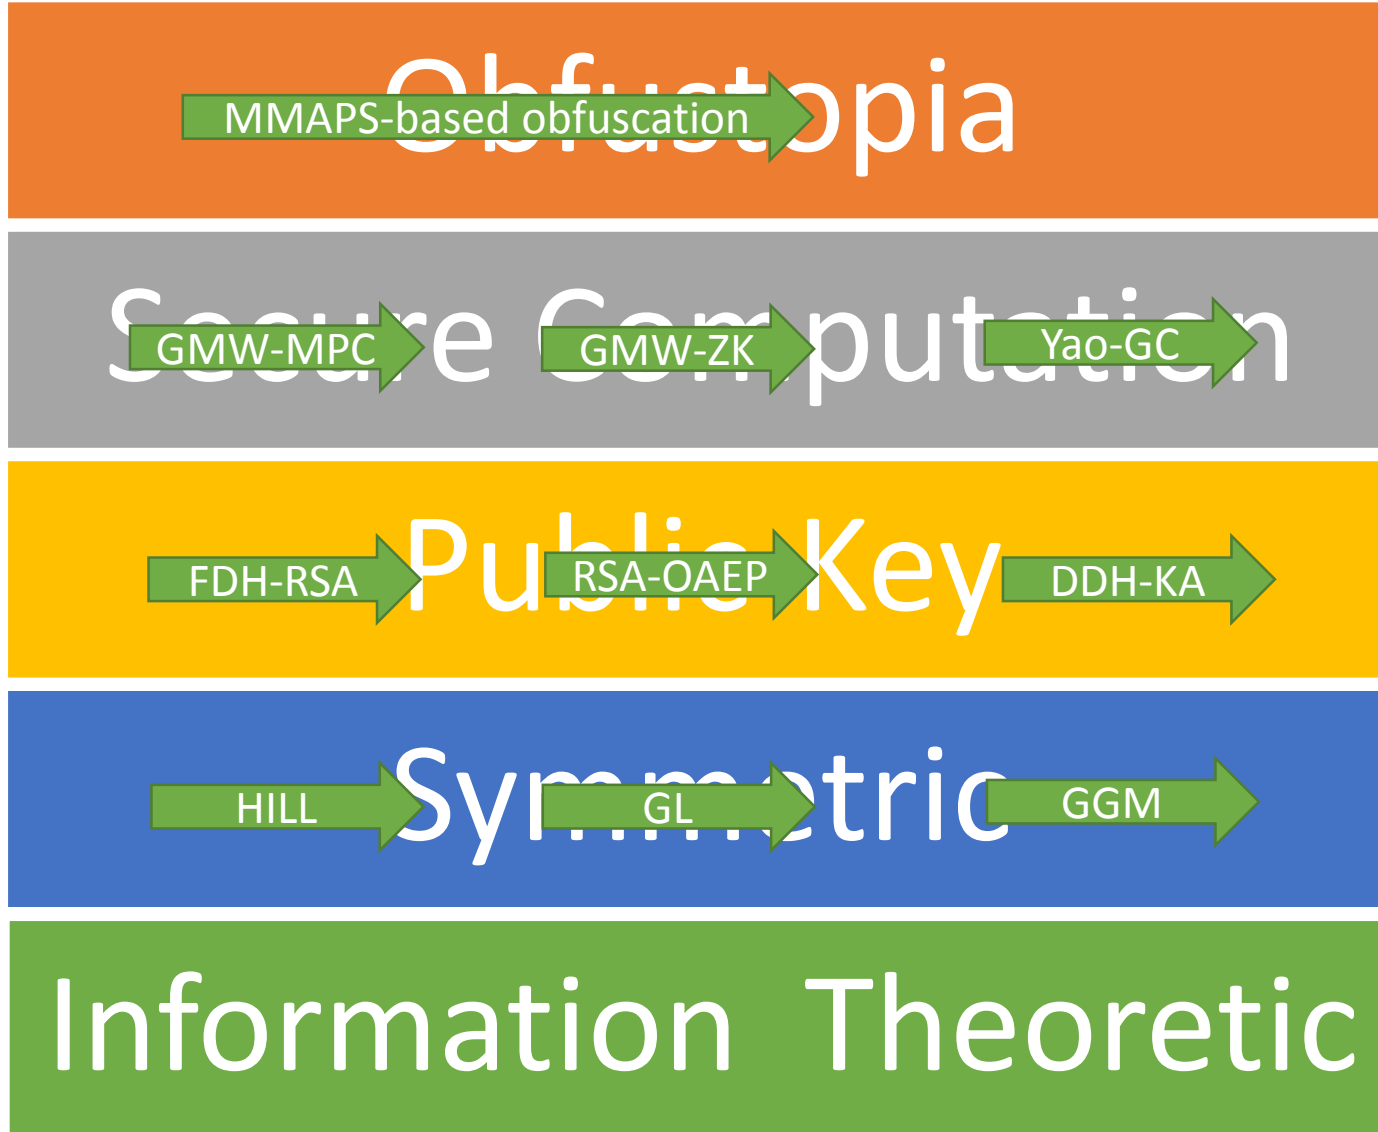 Obfustopia
MMAPS-based obfuscation
Secure Computation
GMW-MPC
GMW-ZK
Yao-GC
Public Key
FDH-RSA
RSA-OAEP
DDH-KA
Symmetric
HILL
GL
GGM
Information Theoretic